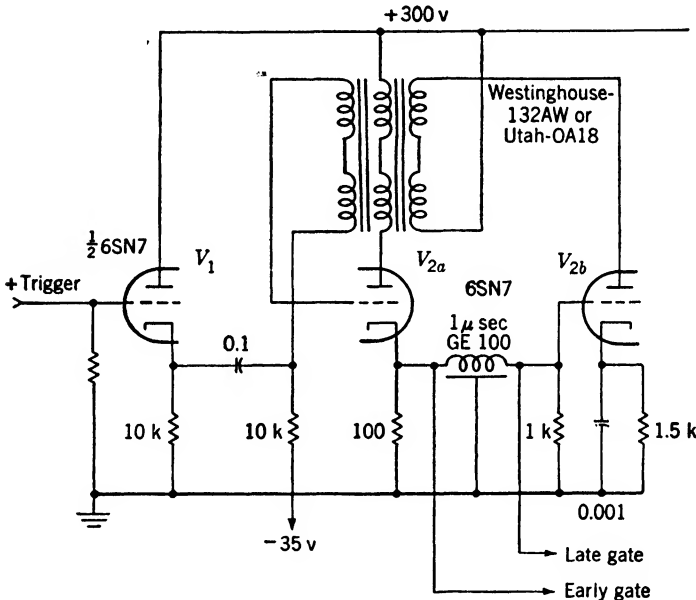 +300 v
Westinghouse-
132AW or
Utah-OA18
½ 6SN7
V1
V2a
V2b
+ Trigger
6SN7
1 μ sec
GE 100
0.1
10 k
10 k
100
1 k
1.5 k
0.001
-35 v
Late gate
Early gate